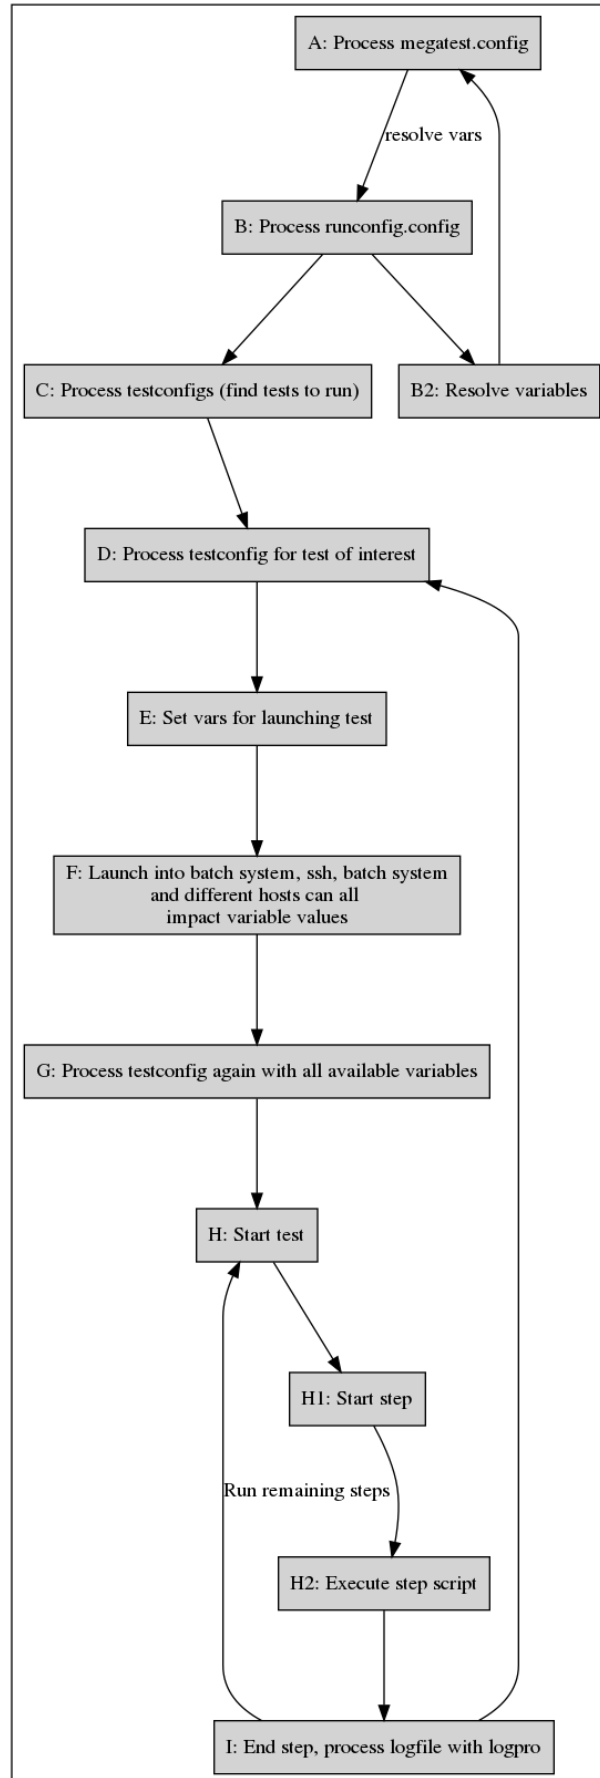 A: Process megatest.config
resolve vars
B: Process runconfig.config
C: Process testconfigs (find tests to run)
B2: Resolve variables
D: Process testconfig for test of interest
E: Set vars for launching test
F: Launch into batch system, ssh, batch system
and different hosts can all
impact variable values
G: Process testconfig again with all available variables
H: Start test
H1: Start step
Run remaining steps
H2: Execute step script
I: End step, process logfile with logpro